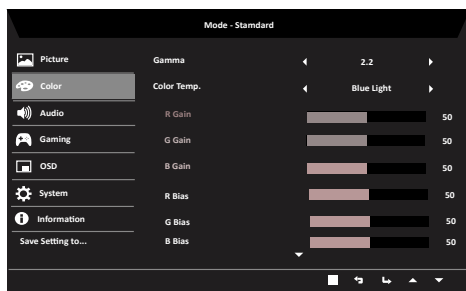 Mode - Stamdard
Picture
Color
Audio
Gaming
OSD
System
Information
Save Setting to...
Gamma 2.2
Color Temp. Blue Light
R Gain 50
G Gain 50
B Gain 50
R Bias 50
G Bias 50
B Bias 50